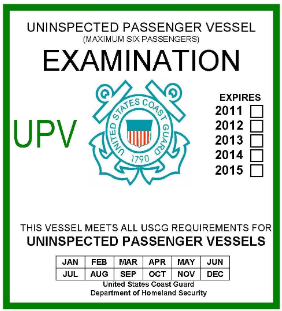 UNINSPECTED PASSENGER VESSEL
(MAXIMUM SIX PASSENGERS)
EXAMINATION
UPV
UNITED STATES COAST GUARD
1790
EXPIRES
2011
2012
2013
2014
2015
THIS VESSEL MEETS ALL USCG REQUIREMENTS FOR
UNINSPECTED PASSENGER VESSELS
JAN FEB MAR APR MAY JUN
JUL AUG SEP OCT NOV DEC
United States Coast Guard
Department of Homeland Security